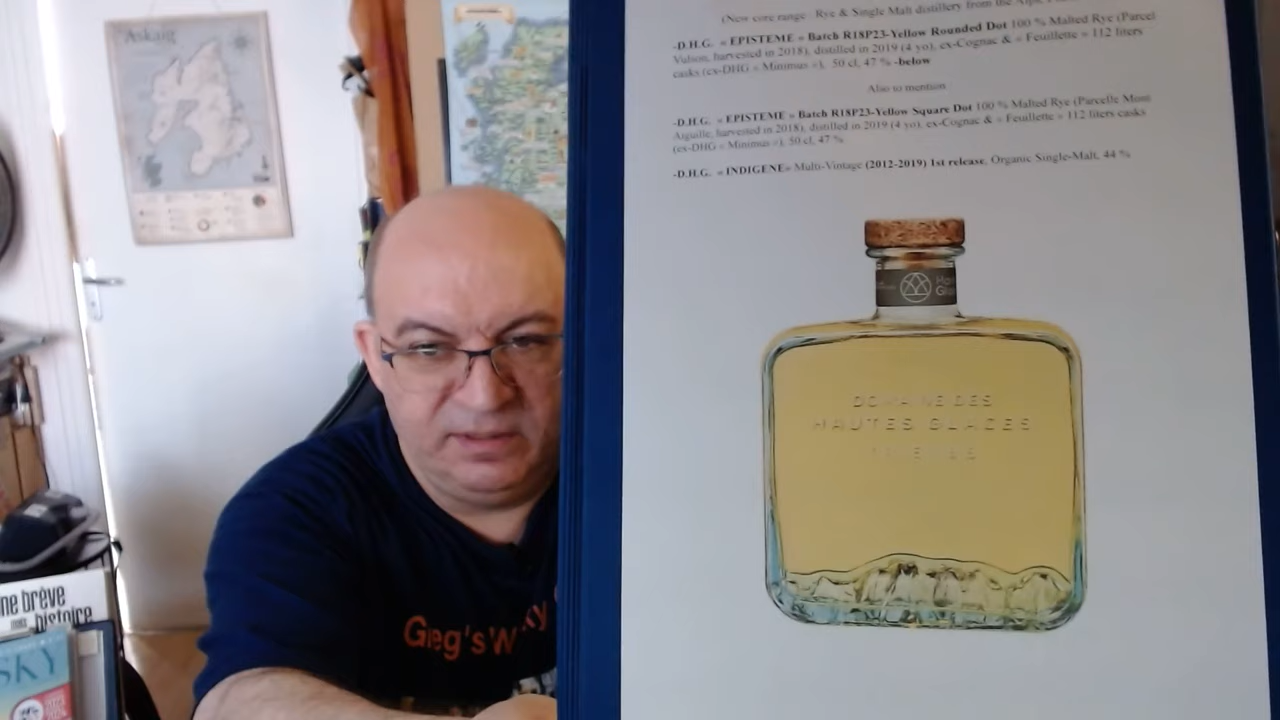 Askaig
(New core range : Rye & Single Malt distillery from the
-D.H.G. « EPISTEME » Batch R18P23-Yellow Rounded Dot 100 % Malted Rye (Parcel
Vulson, harvested in 2018), distilled in 2019 (4 yo), ex-Cognac & « Feuillette » 112 liters
casks (ex-DHG « Minimus »), 50 cl, 47 % -below
Also to mention
-D.H.G. « EPISTEME » Batch R18P23-Yellow Square Dot 100 % Malted Rye (Parcelle Mont
Aiguille, harvested in 2018), distilled in 2019 (4 yo), ex-Cognac & « Feuillette » 112 liters casks
(ex-DHG « Minimus »), 50 cl, 47 %
-D.H.G. « INDIGENE» Multi-Vintage (2012-2019) 1st release, Organic Single-Malt, 44 %
DOMAINE DES
HAUTES GLACES
Greg's W
ne brève
mais histoire
SKY